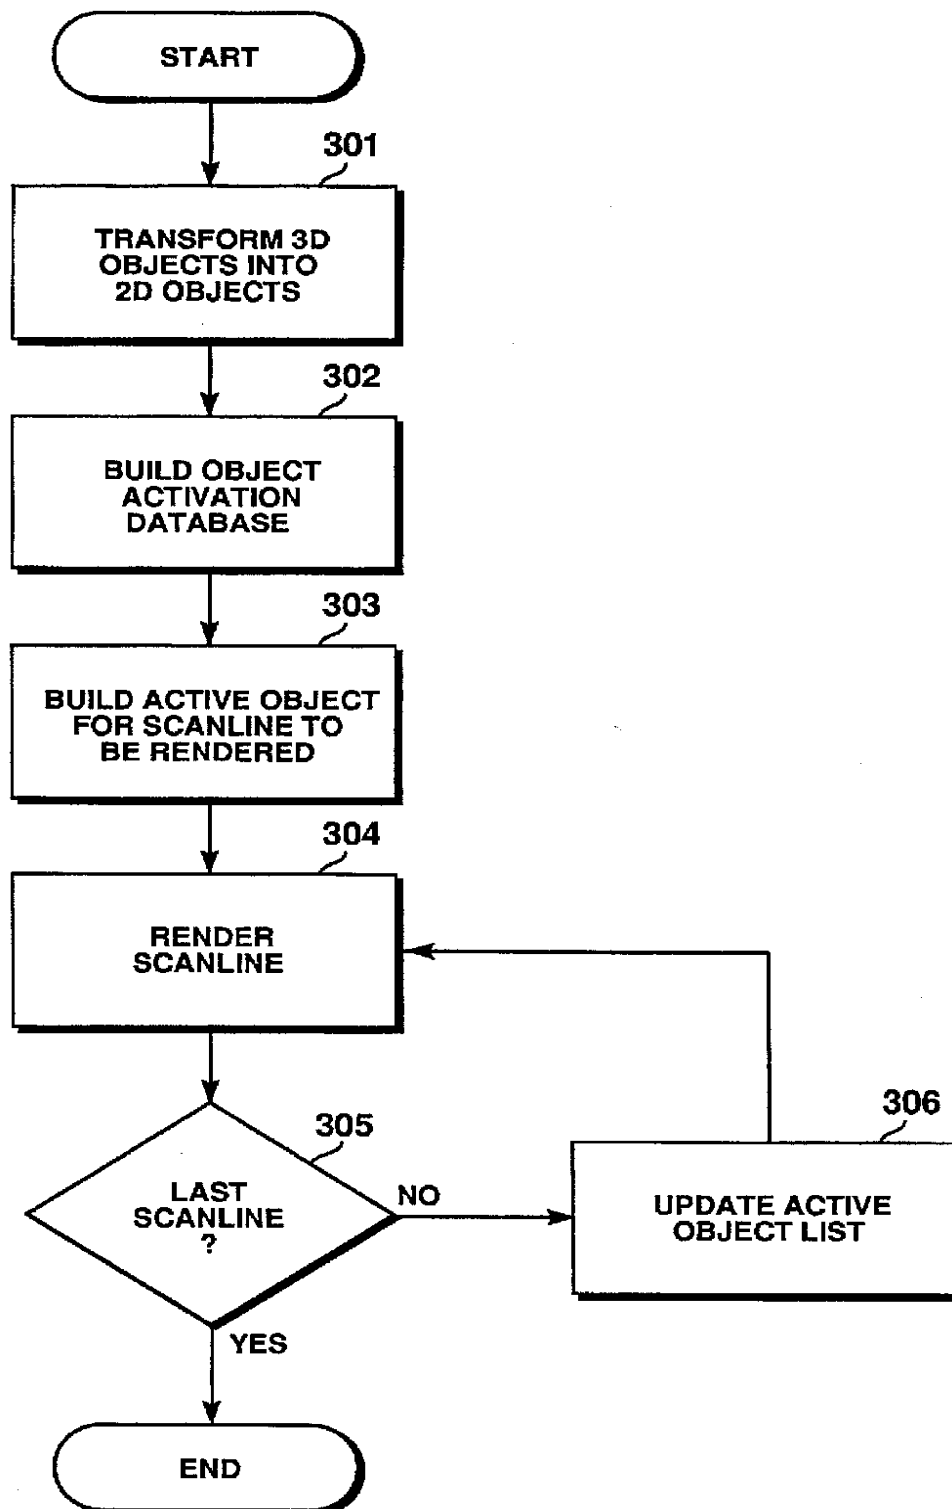 START
301
TRANSFORM 3D
OBJECTS INTO
2D OBJECTS
302
BUILD OBJECT
ACTIVATION
DATABASE
303
BUILD ACTIVE OBJECT
FOR SCANLINE TO
BE RENDERED
304
RENDER
SCANLINE
305
LAST
SCANLINE
?
NO
306
UPDATE ACTIVE
OBJECT LIST
YES
END